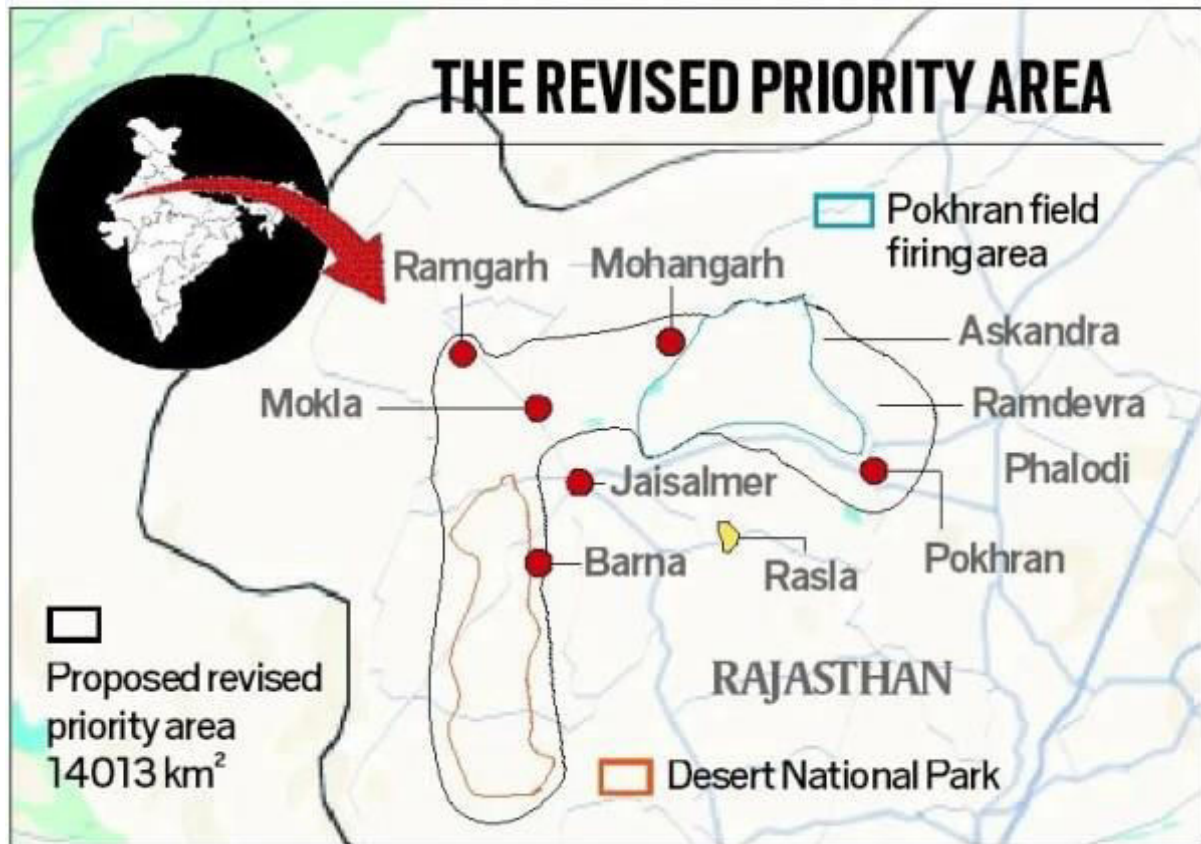 THE REVISED PRIORITY AREA
Pokhran field
firing area
Ramgarh
Mohangarh
Askandra
Mokla
Ramdevra
Jaisalmer
Phalodi
Barna
Rasla
Pokhran
Proposed revised
priority area
14013 km²
RAJASTHAN
Desert National Park